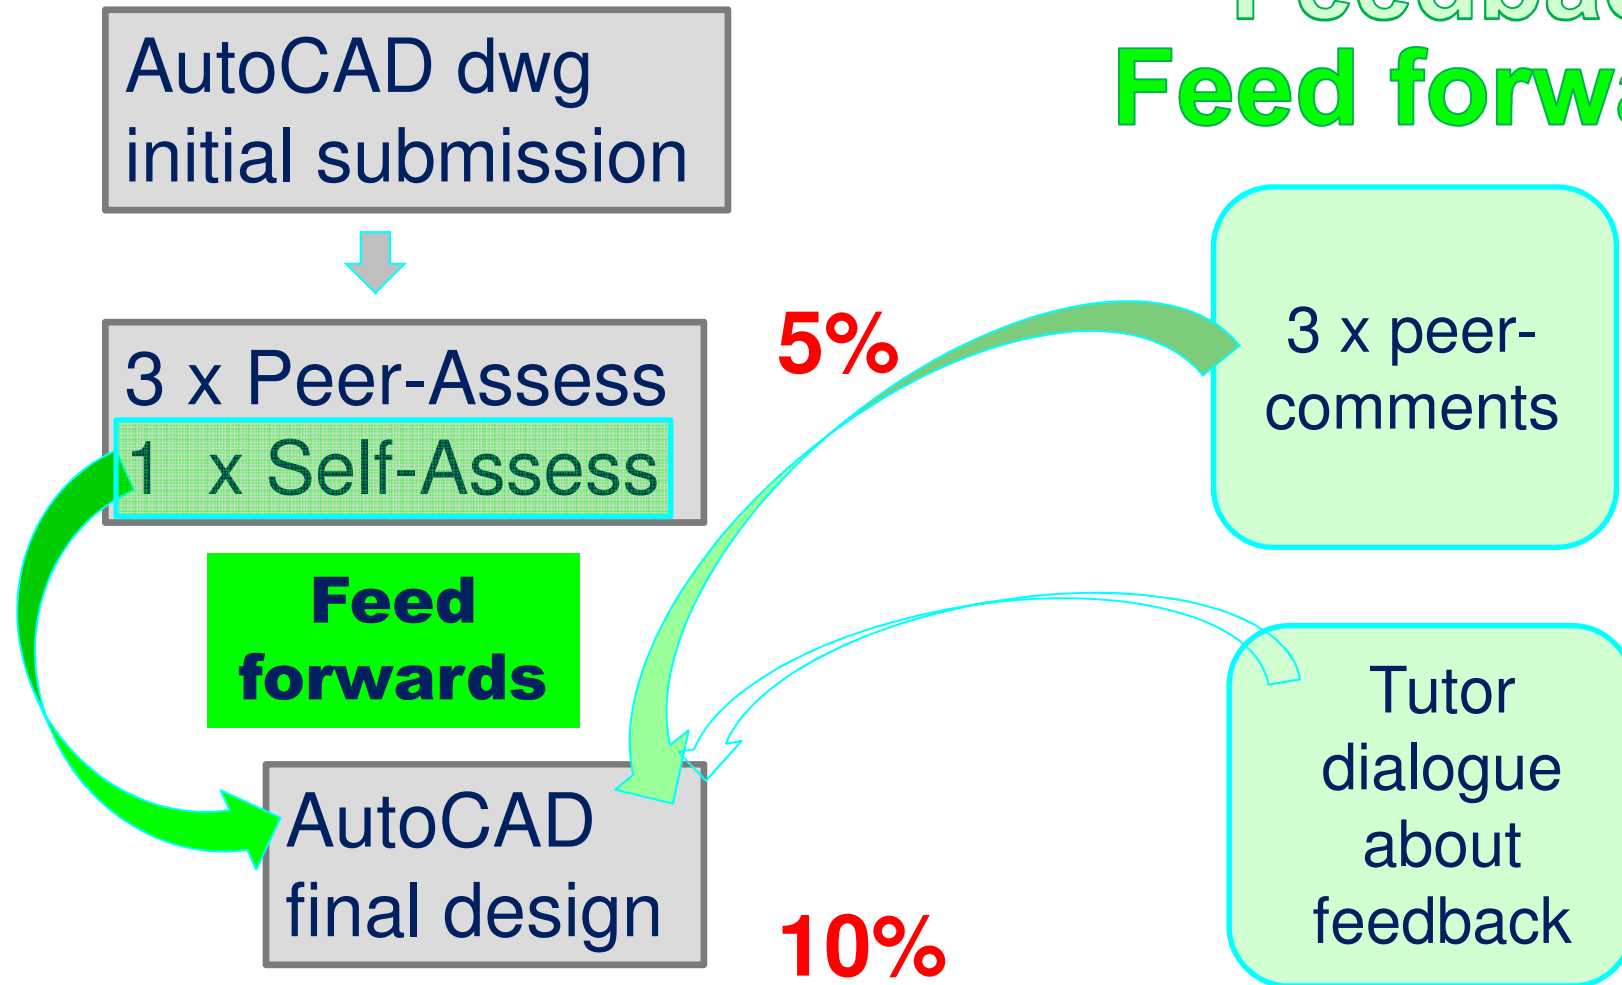 Feed forwa
AutoCAD dwg
initial submission
3 x Peer-Assess
1 x Self-Assess
5%
3 x peer-
comments
Feed
forwards
Tutor
dialogue
about
feedback
AutoCAD
final design
10%